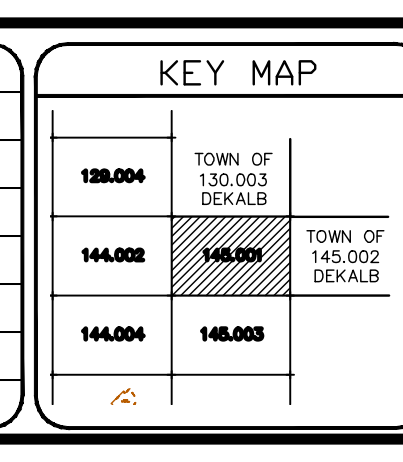 KEY MAP
129.004
TOWN OF
130.003
DEKALB
144.002
145.001
TOWN OF
145.002
DEKALB
144.004
145.003